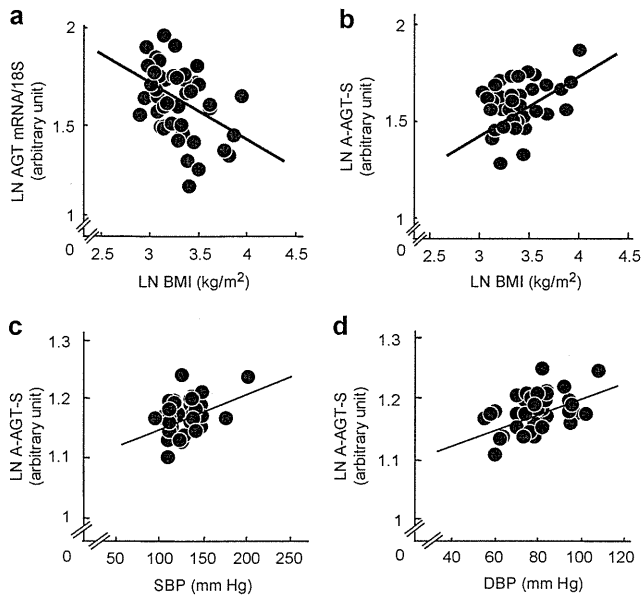 a
2
1.5
1
0
2.5 3 3.5 4 4.5
LN AGT mRNA/18S
(arbitrary unit)
LN BMI (kg/m²)
b
2
1.5
1
0
2.5 3 3.5 4 4.5
LN A-AGT-S
(arbitrary unit)
LN BMI (kg/m²)
c
1.3
1.2
1.1
1
0
50 100 150 200 250
LN A-AGT-S
(arbitrary unit)
SBP (mm Hg)
d
1.3
1.2
1.1
1
0
40 60 80 100 120
LN A-AGT-S
(arbitrary unit)
DBP (mm Hg)